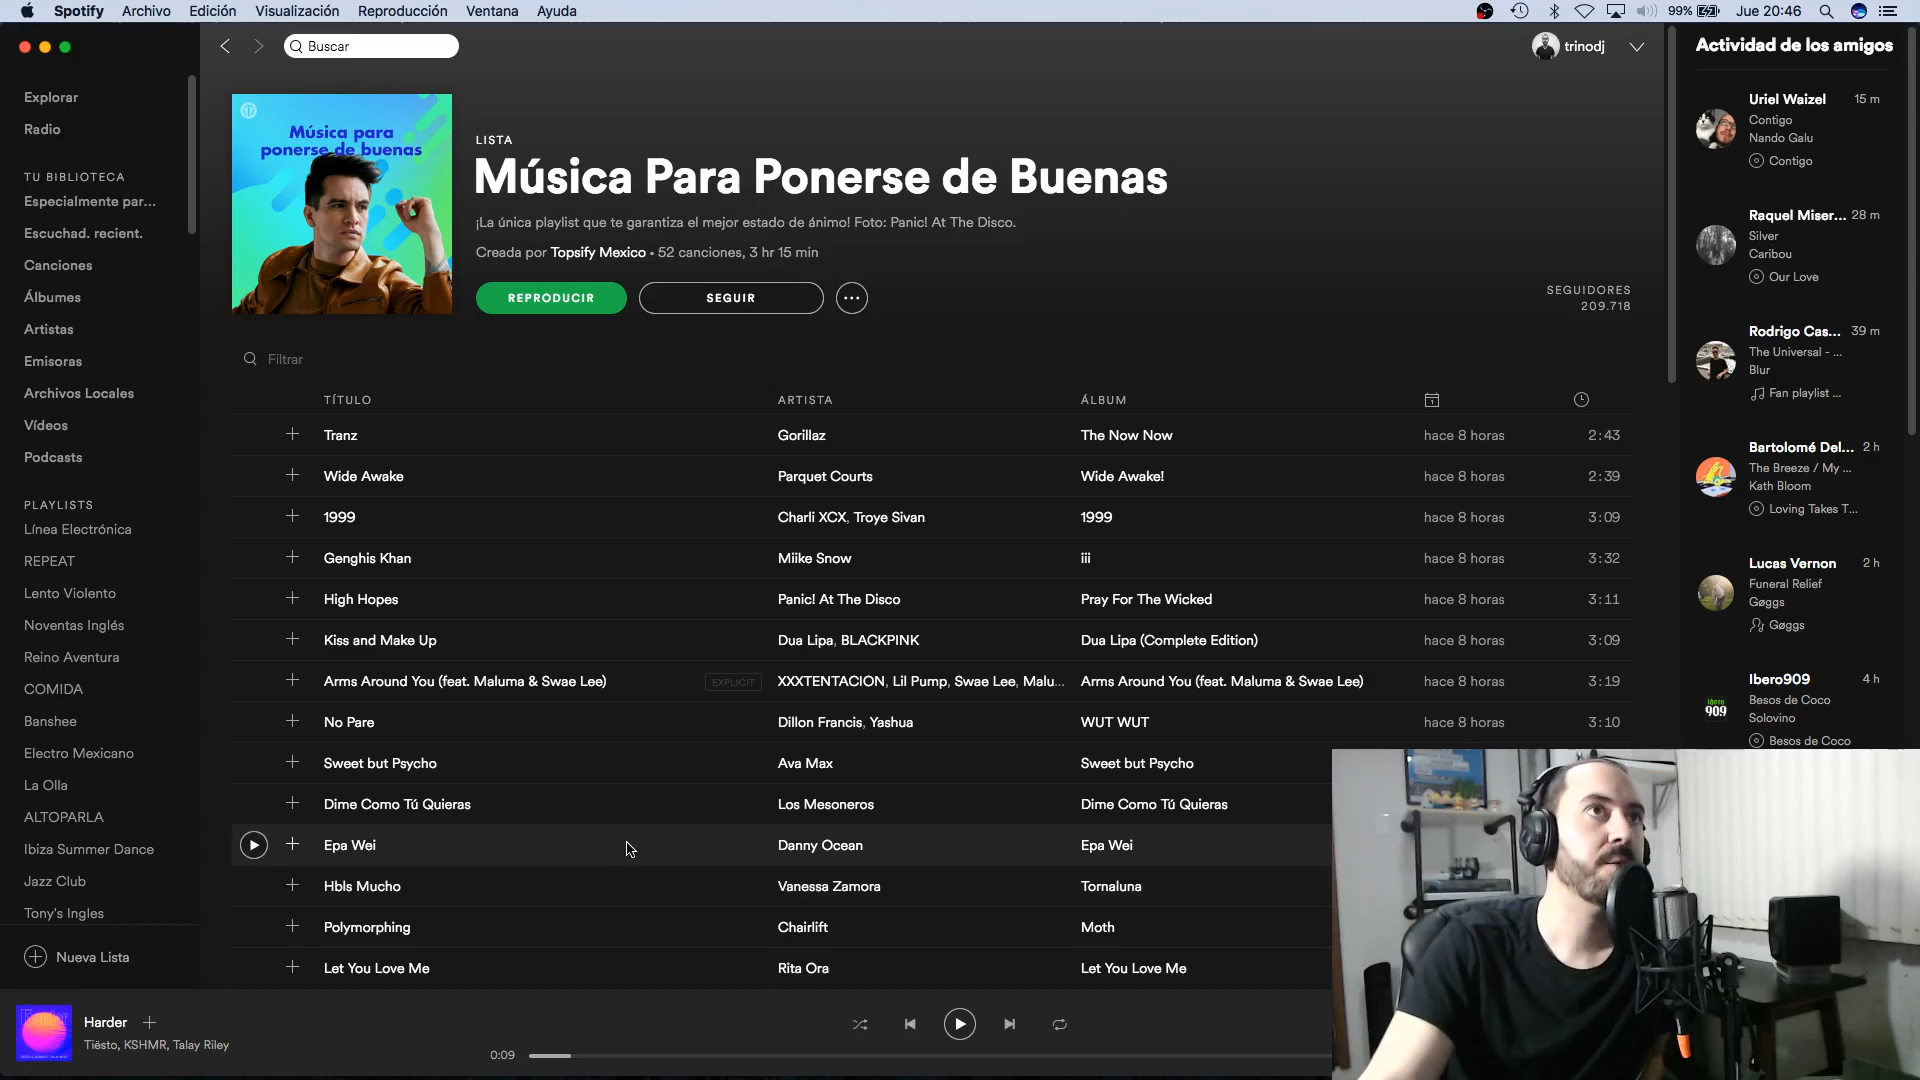 Spotify Archivo Edición Visualización Reproducción Ventana Ayuda
99% Jue 20:46
Buscar
trinodj
Explorar
Radio
TU BIBLIOTECA
Especialmente par...
Escuchad. recient.
Canciones
Álbumes
Artistas
Emisoras
Archivos Locales
Vídeos
Podcasts
PLAYLISTS
Línea Electrónica
REPEAT
Lento Violento
Noventas Inglés
Reino Aventura
COMIDA
Banshee
Electro Mexicano
La Olla
ALTOPARLA
Ibiza Summer Dance
Jazz Club
Tony's Ingles
Nueva Lista
Música para
ponerse de buenas
LISTA
Música Para Ponerse de Buenas
¡La única playlist que te garantiza el mejor estado de ánimo! Foto: Panic! At The Disco.
Creada por Topsify Mexico • 52 canciones, 3 hr 15 min
REPRODUCIR SEGUIR
SEGUIDORES
209.718
Filtrar
TÍTULO ARTISTA ÁLBUM
Tranz Gorillaz The Now Now hace 8 horas 2:43
Wide Awake Parquet Courts Wide Awake! hace 8 horas 2:39
1999 Charli XCX, Troye Sivan 1999 hace 8 horas 3:09
Genghis Khan Miike Snow iii hace 8 horas 3:32
High Hopes Panic! At The Disco Pray For The Wicked hace 8 horas 3:11
Kiss and Make Up Dua Lipa, BLACKPINK Dua Lipa (Complete Edition) hace 8 horas 3:09
Arms Around You (feat. Maluma & Swae Lee) EXPLICIT XXXTENTACION, Lil Pump, Swae Lee, Malu... Arms Around You (feat. Maluma & Swae Lee) hace 8 horas 3:19
No Pare Dillon Francis, Yashua WUT WUT hace 8 horas 3:10
Sweet but Psycho Ava Max Sweet but Psycho
Dime Como Tú Quieras Los Mesoneros Dime Como Tú Quieras
Epa Wei Danny Ocean Epa Wei
Hbls Mucho Vanessa Zamora Tornaluna
Polymorphing Chairlift Moth
Let You Love Me Rita Ora Let You Love Me
Actividad de los amigos
Uriel Waizel 15 m
Contigo
Nando Galu
Contigo
Raquel Miser... 28 m
Silver
Caribou
Our Love
Rodrigo Cas... 39 m
The Universal - ...
Blur
Fan playlist ...
Bartolomé Del... 2 h
The Breeze / My ...
Kath Bloom
Loving Takes T...
Lucas Vernon 2 h
Funeral Relief
Gøggs
Gøggs
Ibero909 4 h
Ibero
909
Besos de Coco
Solovino
Besos de Coco
Harder
Harder
Tiësto, KSHMR, Talay Riley
0:09